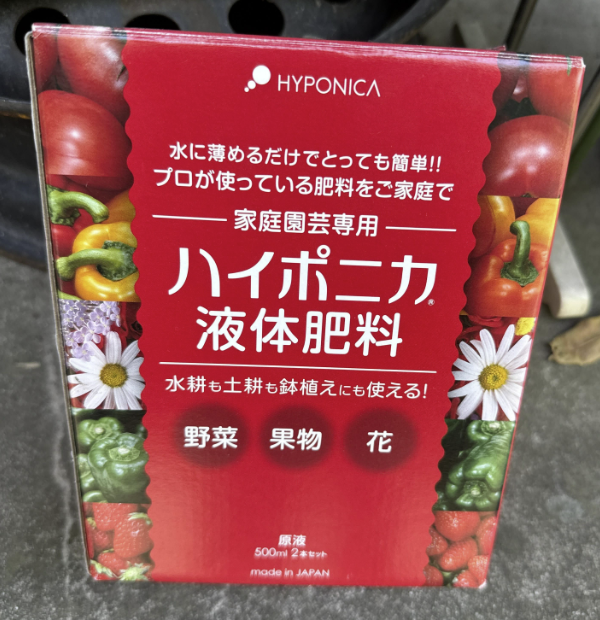 HYPONICA
水に薄めるだけでとっても簡単!!
プロが使っている肥料をご家庭で
家庭園芸専用
ハイポニカ®
液体肥料
水耕も土耕も鉢植えにも使える!
野菜 果物 花
原液
500ml 2本セット
made in JAPAN